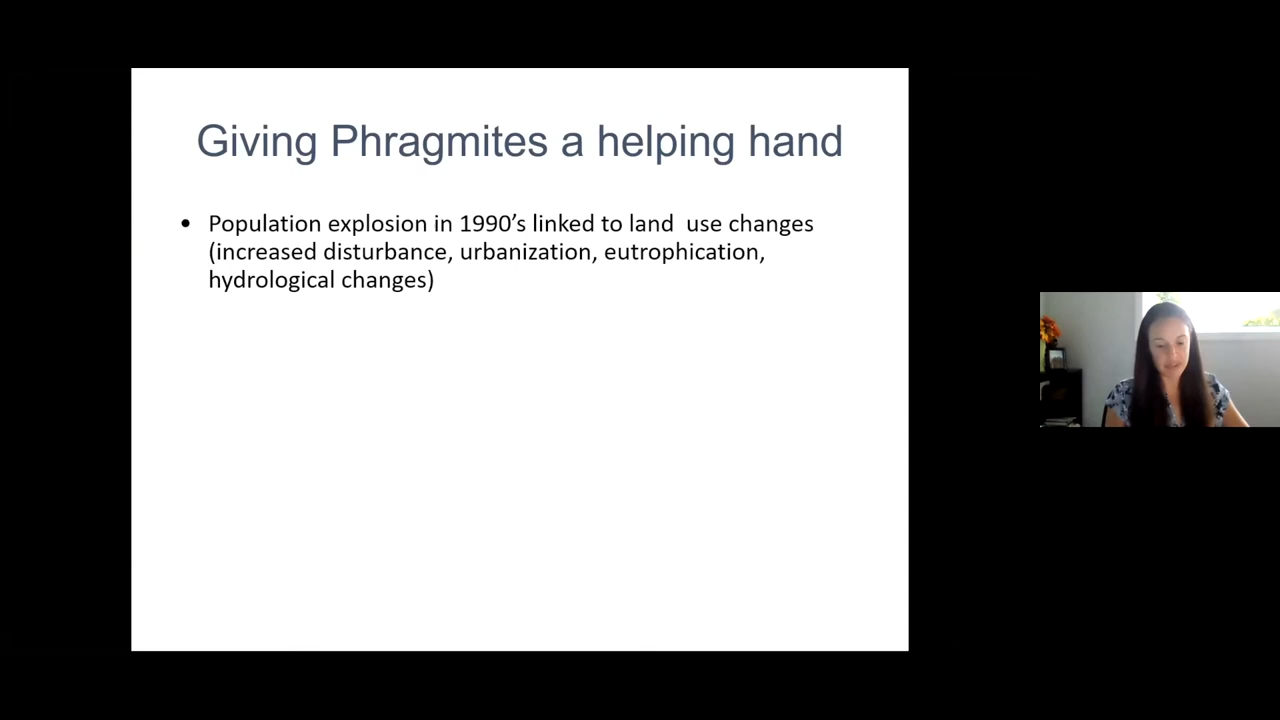 Giving Phragmites a helping hand
• Population explosion in 1990’s linked to land  use changes
(increased disturbance, urbanization, eutrophication,
hydrological changes)